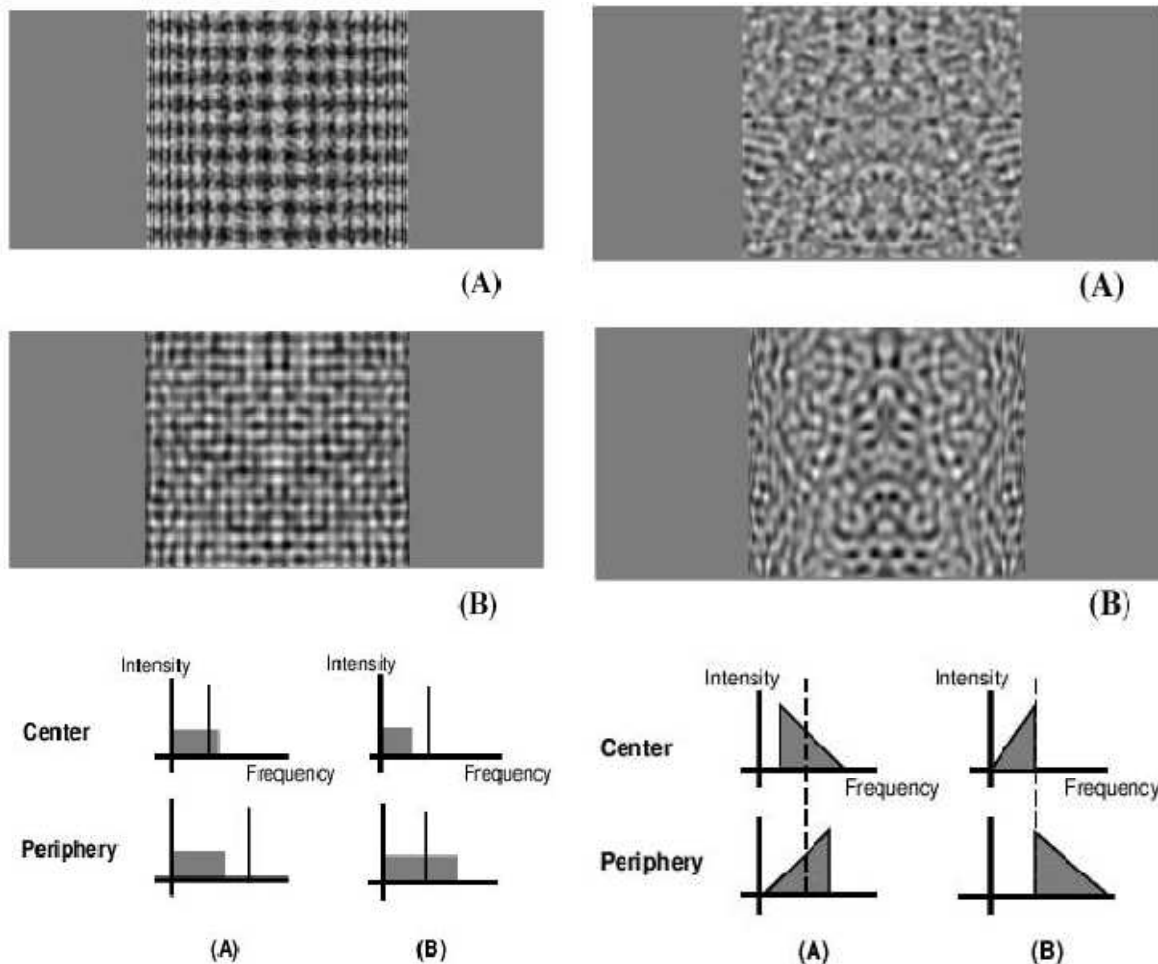 (A)
(A)
(B)
(B)
Intensity
Intensity
Center
Frequency
Frequency
Periphery
(A)
(B)
Intensity
Intensity
Center
Frequency
Frequency
Periphery
(A)
(B)